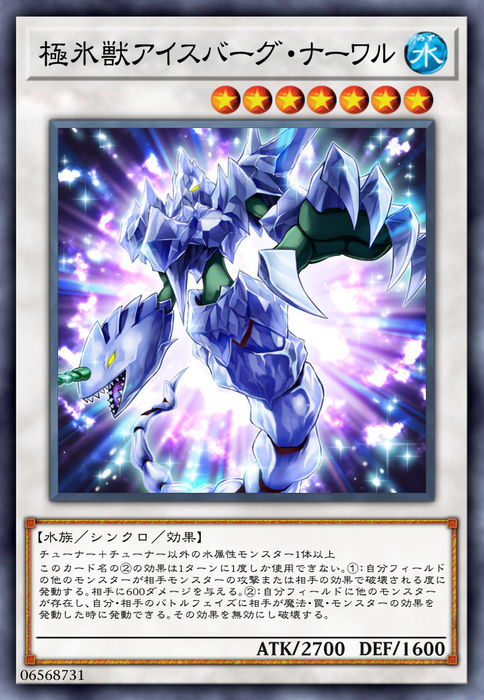 極氷獣アイスバーグ・ナーワル
みず
水
【水族／シンクロ／効果】
チューナー＋チューナー以外の水属性モンスター1体以上
このカード名の②の効果は1ターンに1度しか使用できない。①：自分フィールド
の他のモンスターが相手モンスターの攻撃または相手の効果で破壊される度に
発動する。相手に600ダメージを与える。②：自分フィールドに他のモンスター
が存在し、自分・相手のバトルフェイズに相手が魔法・罠・モンスターの効果を
発動した時に発動できる。その効果を無効にし破壊する。
ATK/2700 DEF/1600
06568731